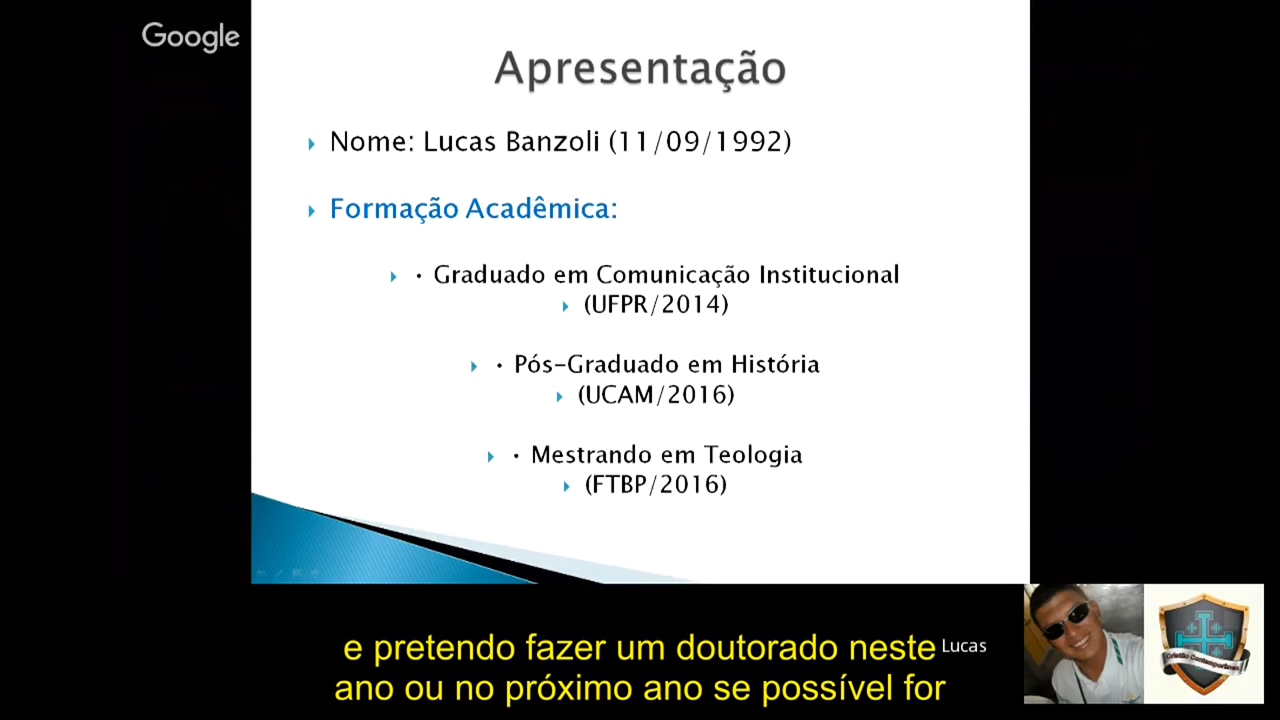 Google
Apresentação
Nome: Lucas Banzoli (11/09/1992)
Formação Acadêmica:
• Graduado em Comunicação Institucional
(UFPR/2014)
• Pós-Graduado em História
(UCAM/2016)
• Mestrando em Teologia
(FTBP/2016)
e pretendo fazer um doutorado neste
ano ou no próximo ano se possível for
Lucas
Cristão Contemporâneo